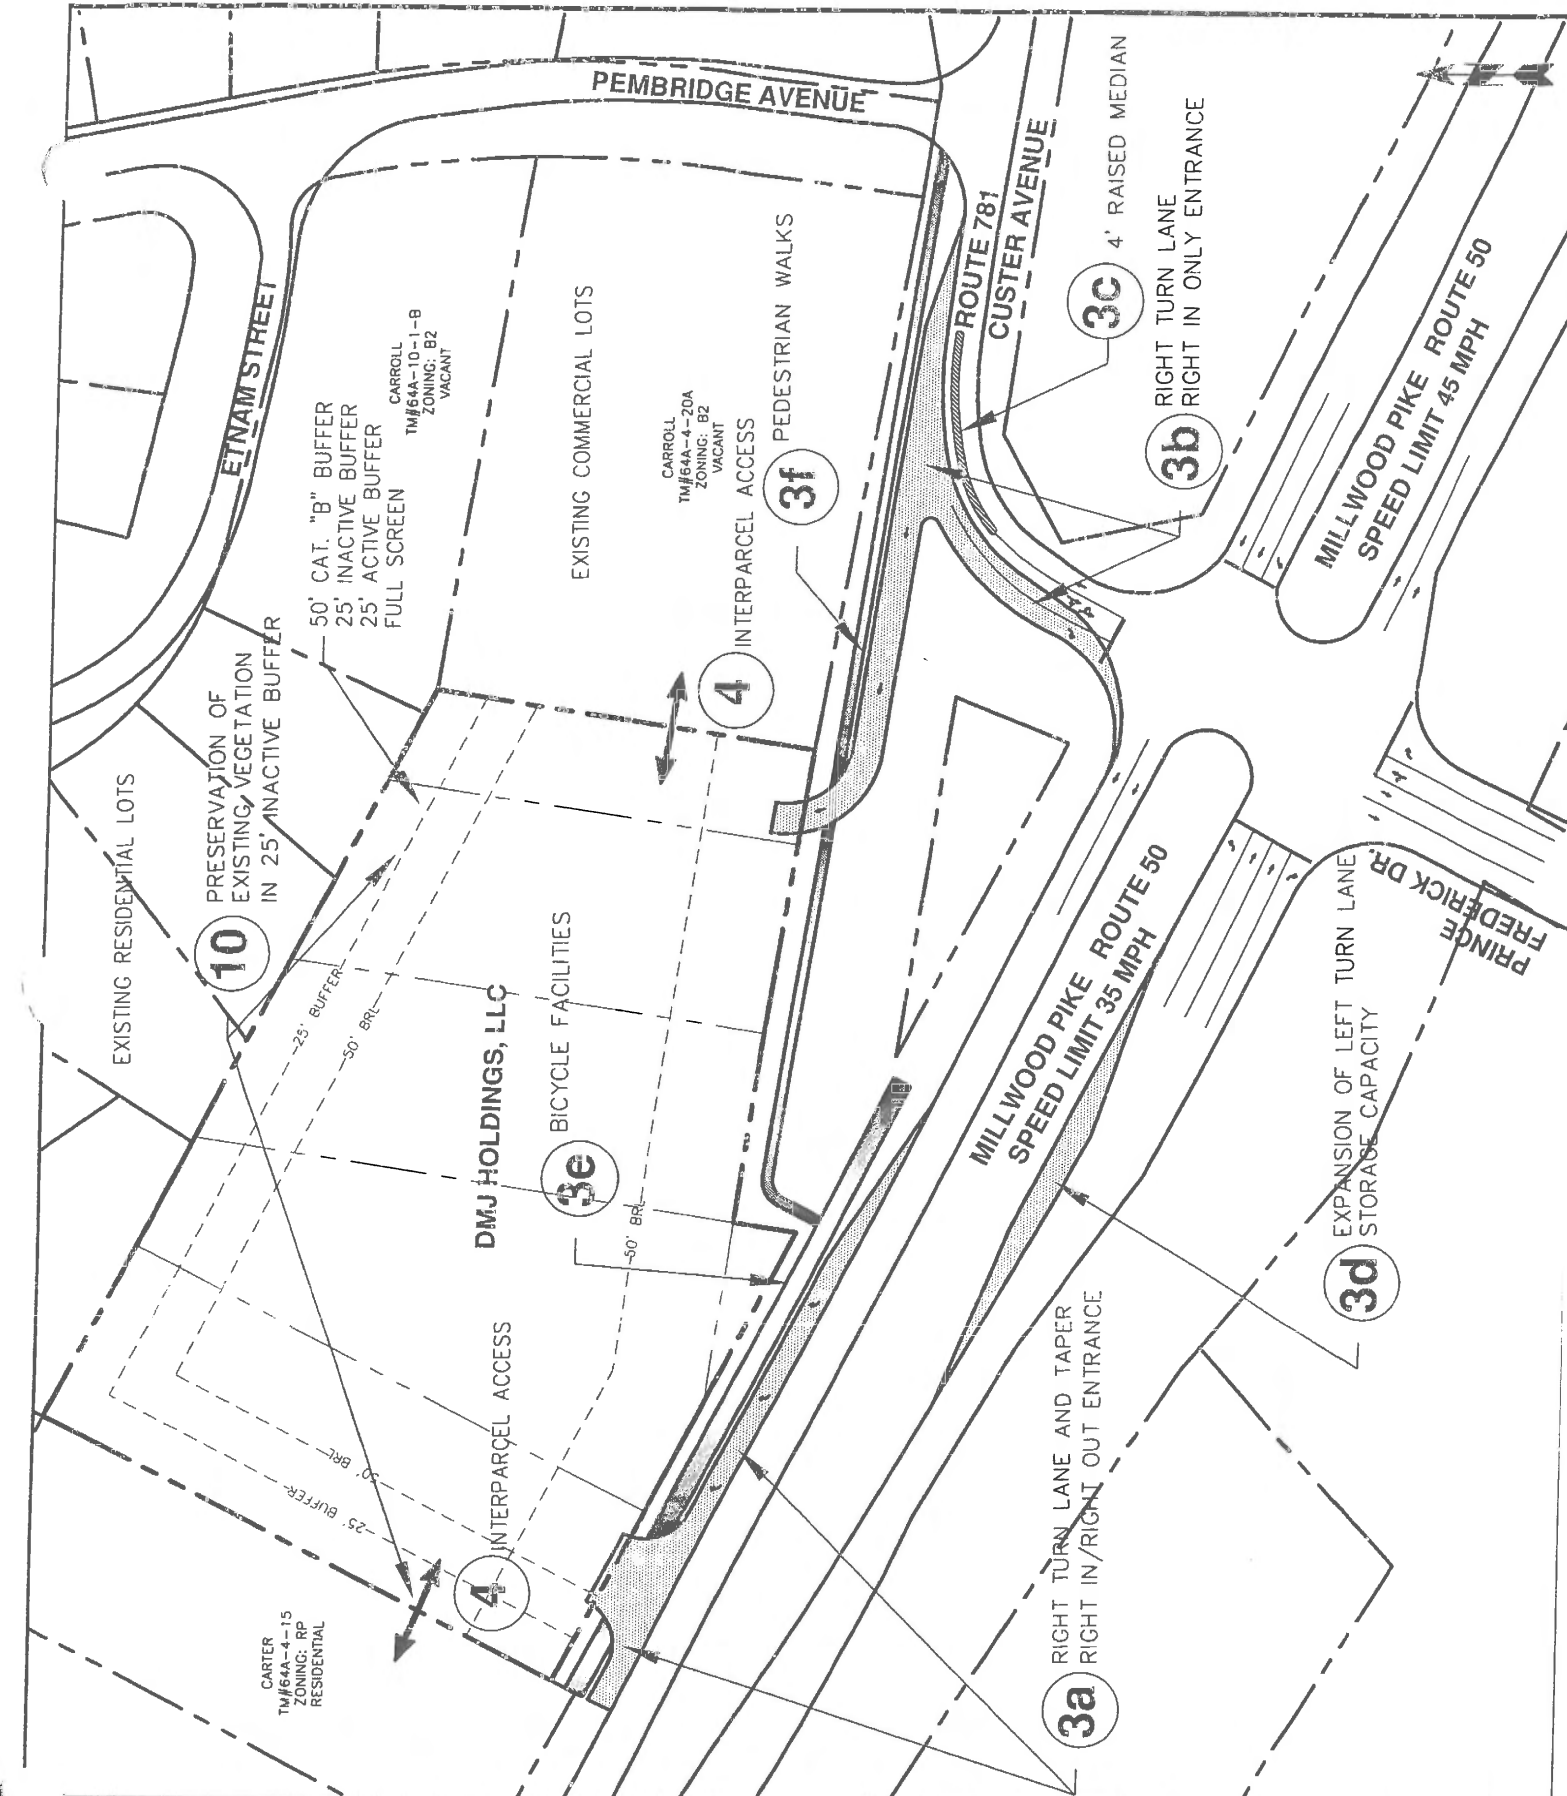 PEMBRIDGE AVENUE
ETNAM STREET
ROUTE 781
CUSTER AVENUE
3c
4' RAISED MEDIAN
3b
RIGHT TURN LANE
RIGHT IN ONLY ENTRANCE
MILLWOOD PIKE ROUTE 50
SPEED LIMIT 45 MPH
CARROLL
TM#64A-10-1-B
ZONING: B2
VACANT
50' CAT. "B" BUFFER
25' INACTIVE BUFFER
25' ACTIVE BUFFER
FULL SCREEN
EXISTING COMMERCIAL LOTS
CARROLL
TM#64A-4-20A
ZONING: B2
VACANT
3f
PEDESTRIAN WALKS
4
INTERPARCEL ACCESS
10
PRESERVATION OF
EXISTING VEGETATION
IN 25' INACTIVE BUFFER
EXISTING RESIDENTIAL LOTS
25' BUFFER
50' BRL
DMJ HOLDINGS, LLC
3e
BICYCLE FACILITIES
50' BRL
MILLWOOD PIKE ROUTE 50
SPEED LIMIT 35 MPH
PRINCE
FREDERICK DR.
3d
EXPANSION OF LEFT TURN LANE
STORAGE CAPACITY
4
INTERPARCEL ACCESS
50' BRL
25' BUFFER
CARTER
TM#64A-4-15
ZONING: RP
RESIDENTIAL
3a
RIGHT TURN LANE AND TAPER
RIGHT IN/RIGHT OUT ENTRANCE